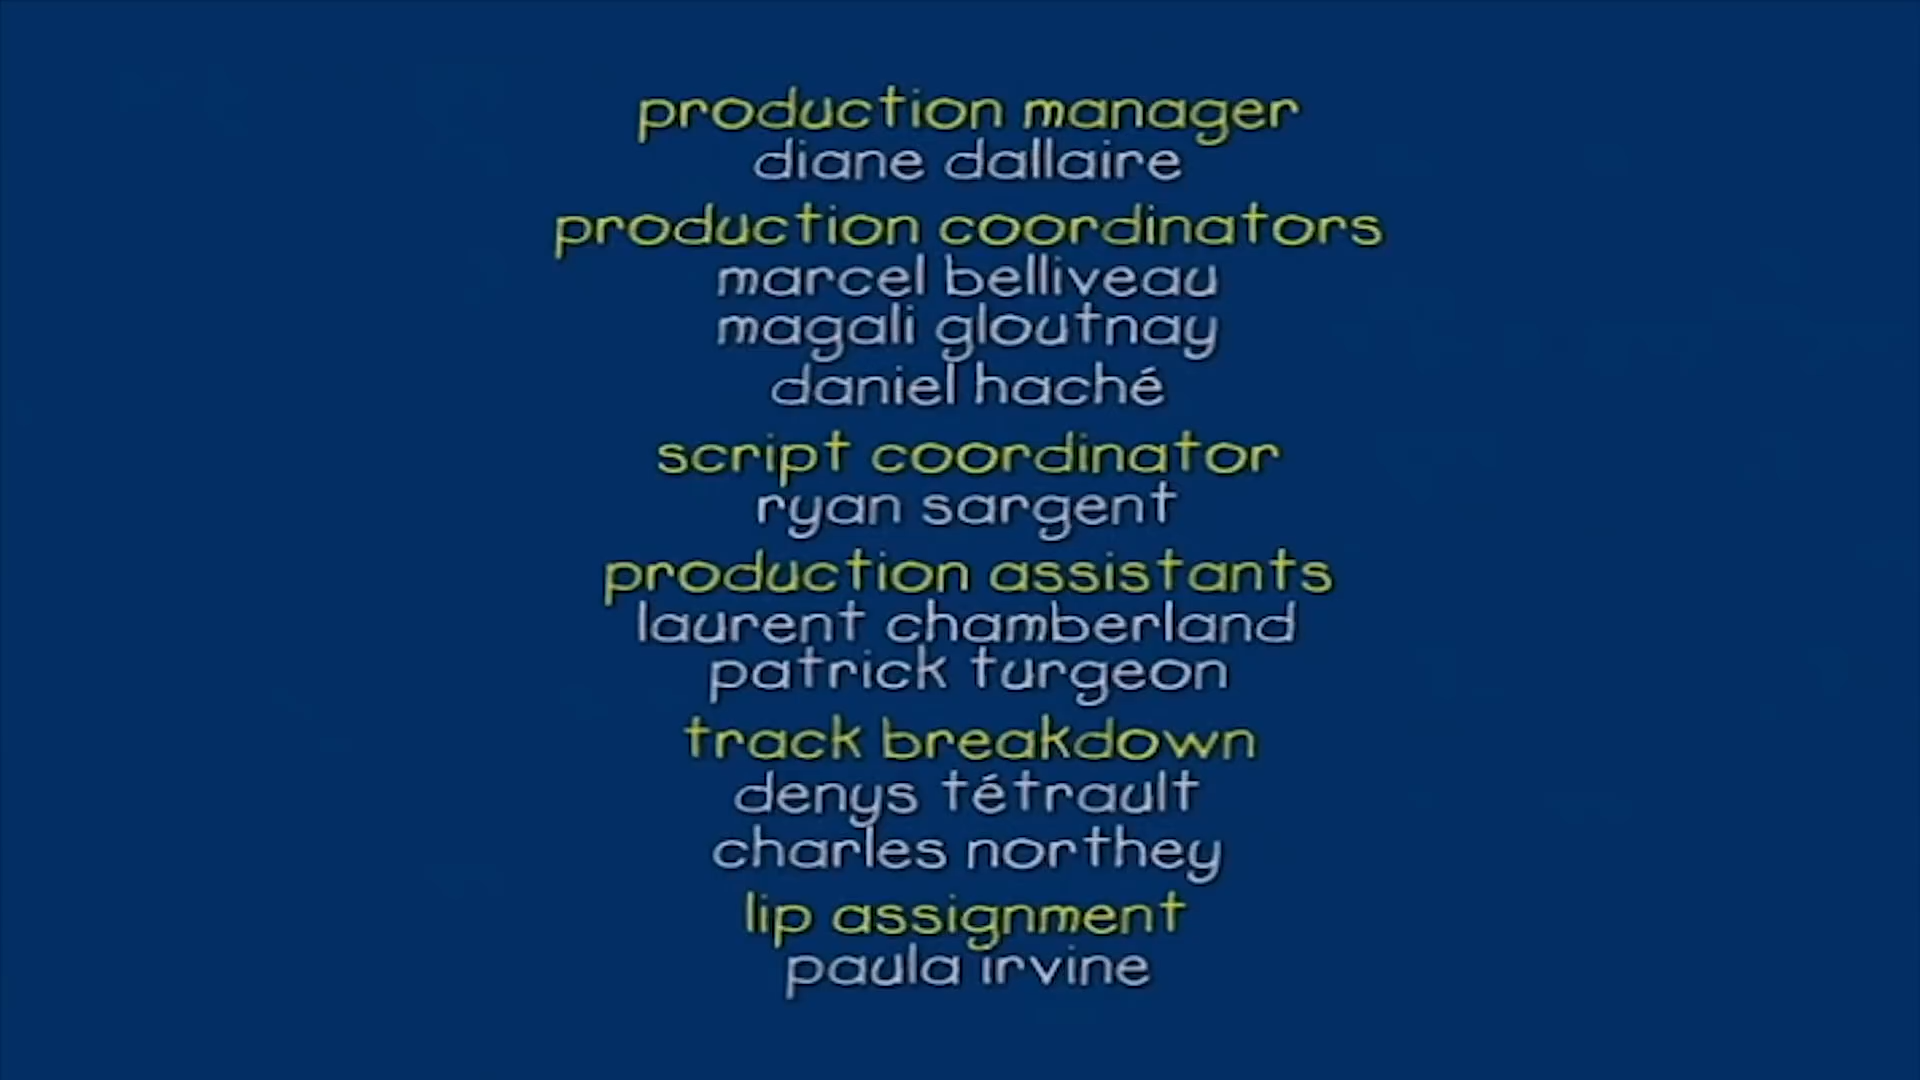 production manager
diane dallaire
production coordinators
marcel belliveau
magali gloutnay
daniel haché
script coordinator
ryan sargent
production assistants
laurent chamberland
patrick turgeon
track breakdown
denys tétrault
charles northey
lip assignment
paula irvine